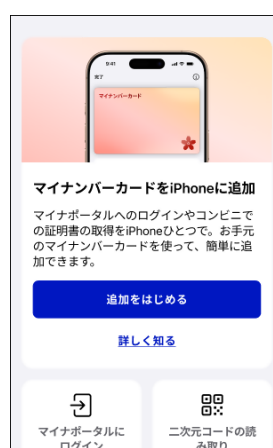 9:41
完了
マイナンバーカード
マイナンバーカードをiPhoneに追加
マイナポータルへのログインやコンビニで
の証明書の取得をiPhoneひとつで。お手元
のマイナンバーカードを使って、簡単に追
加できます。
追加をはじめる
詳しく知る
マイナポータルに
ログイン
二次元コードの読
み取り